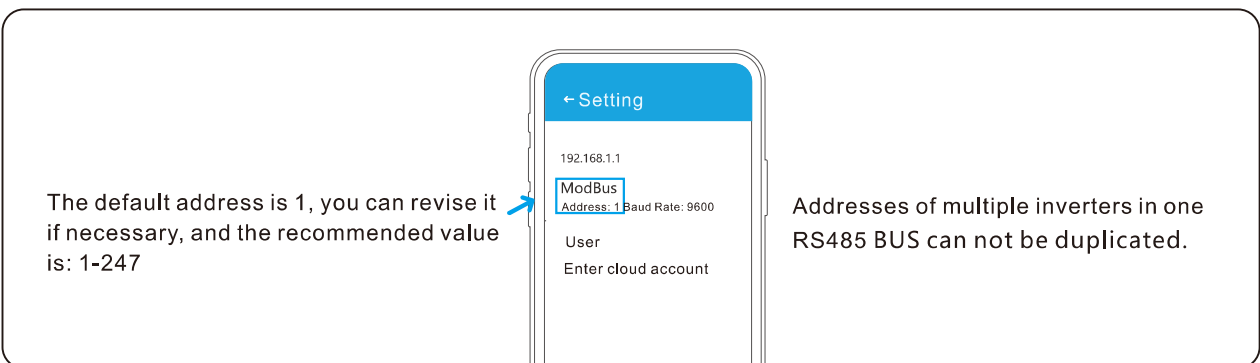 The default address is 1, you can revise it
if necessary, and the recommended value
is: 1-247
←Setting
192.168.1.1
ModBus
Address: 1 Baud Rate: 9600
User
Enter cloud account
Addresses of multiple inverters in one
RS485 BUS can not be duplicated.